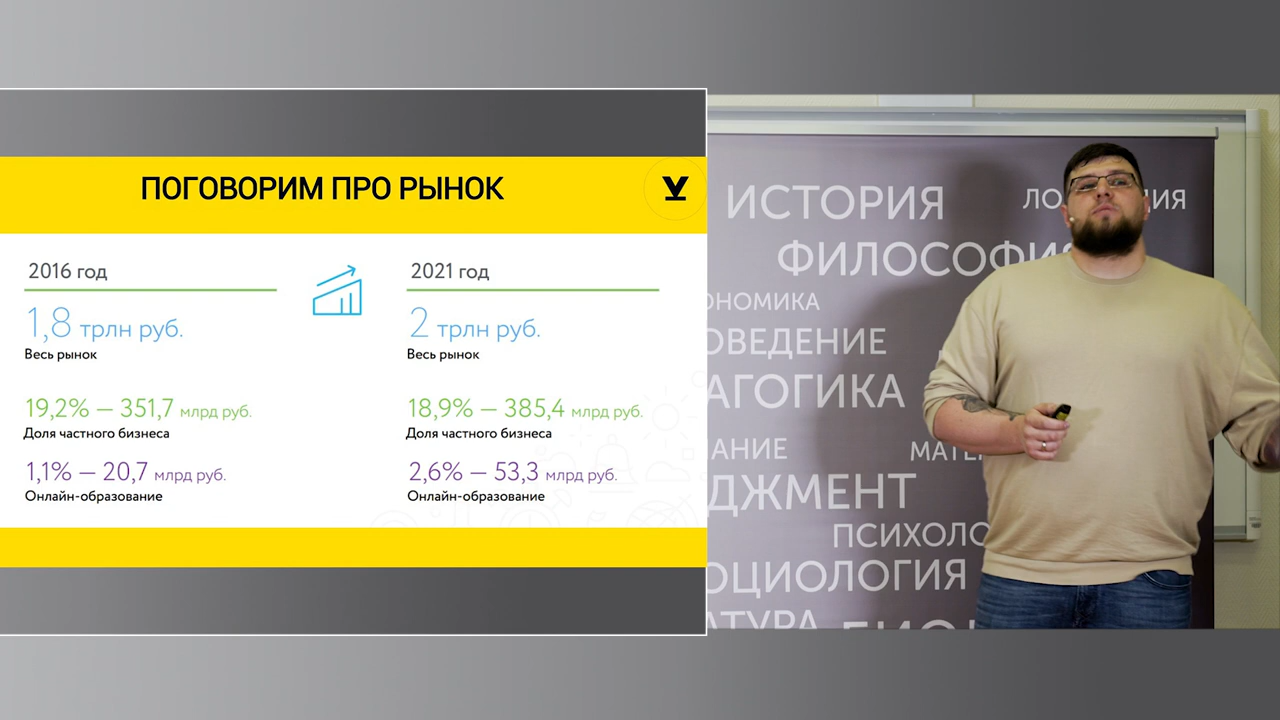 ПОГОВОРИМ ПРО РЫНОК
2016 год
1,8 трлн руб.
Весь рынок
19,2% — 351,7 млрд руб.
Доля частного бизнеса
1,1% — 20,7 млрд руб.
Онлайн-образование
2021 год
2 трлн руб.
Весь рынок
18,9% — 385,4 млрд руб.
Доля частного бизнеса
2,6% — 53,3 млрд руб.
Онлайн-образование
ИСТОРИЯ
ФИЛОСОФИЯ
ОНОМИКА
ОВЕДЕНИЕ
АГОГИКА
АНИЕ
МАТЕ
ДЖМЕНТ
ПСИХОЛО
ОЦИОЛОГИЯ
АТУРА